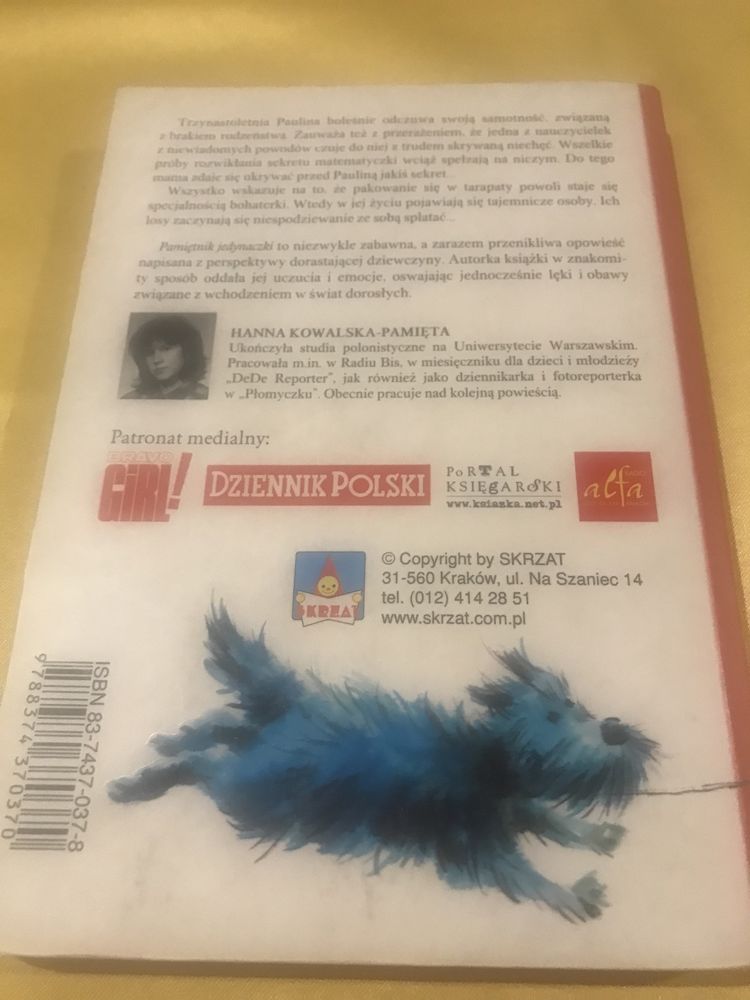 Trzynastoletnia Paulina boleśnie odczuwa swoją samotność, związaną
z brakiem rodzeństwa. Zauważa też z przerażeniem, że jedna z nauczycielek
z niewiadomych powodów czuje do niej z trudem skrywaną niechęć. Wszelkie
próby rozwikłania sekretu matematyczki wciąż spełzają na niczym. Do tego
mama zdaje się ukrywać przed Pauliną jakiś sekret...
Wszystko wskazuje na to, że pakowanie się w tarapaty powoli staje się
specjalnością bohaterki. Wtedy w jej życiu pojawiają się tajemnicze osoby. Ich
losy zaczynają się niespodziewanie ze sobą splatać...
Pamiętnik jedynaczki to niezwykle zabawna, a zarazem przenikliwa opowieść
napisana z perspektywy dorastającej dziewczyny. Autorka książki w znakomi-
ty sposób oddała jej uczucia i emocje, oswajając jednocześnie lęki i obawy
związane z wchodzeniem w świat dorosłych.
HANNA KOWALSKA-PAMIĘTA
Ukończyła studia polonistyczne na Uniwersytecie Warszawskim.
Pracowała m.in. w Radiu Bis, w miesięczniku dla dzieci i młodzieży
„DeDe Reporter", jak również jako dziennikarka i fotoreporterka
w „Płomyczku". Obecnie pracuje nad kolejną powieścią.
Patronat medialny:
BRAVO
GiRL!
DZIENNIK POLSKI
PoRTAL
KSIĘgARSKI
www.ksiazka.net.pl
RADIO
alfa
SKRZAT
© Copyright by SKRZAT
31-560 Kraków, ul. Na Szaniec 14
tel. (012) 414 28 51
www.skrzat.com.pl
ISBN 83-7437-037-8
9788374370370